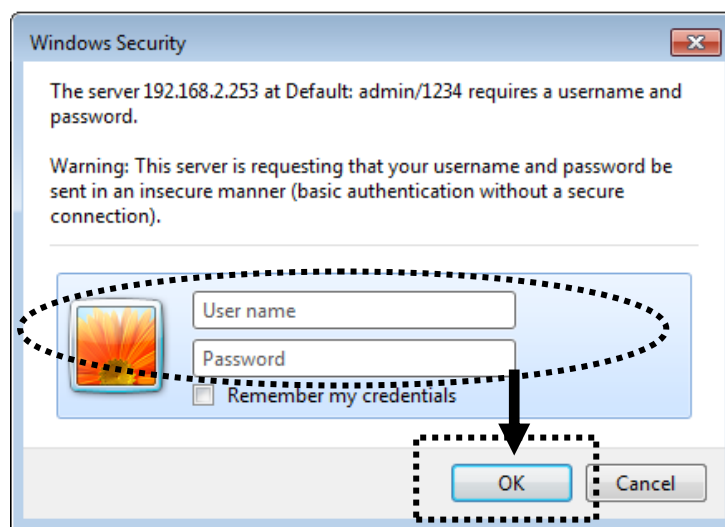 Windows Security
The server 192.168.2.253 at Default: admin/1234 requires a username and
password.
Warning: This server is requesting that your username and password be
sent in an insecure manner (basic authentication without a secure
connection).
User name
Password
Remember my credentials
OK
Cancel